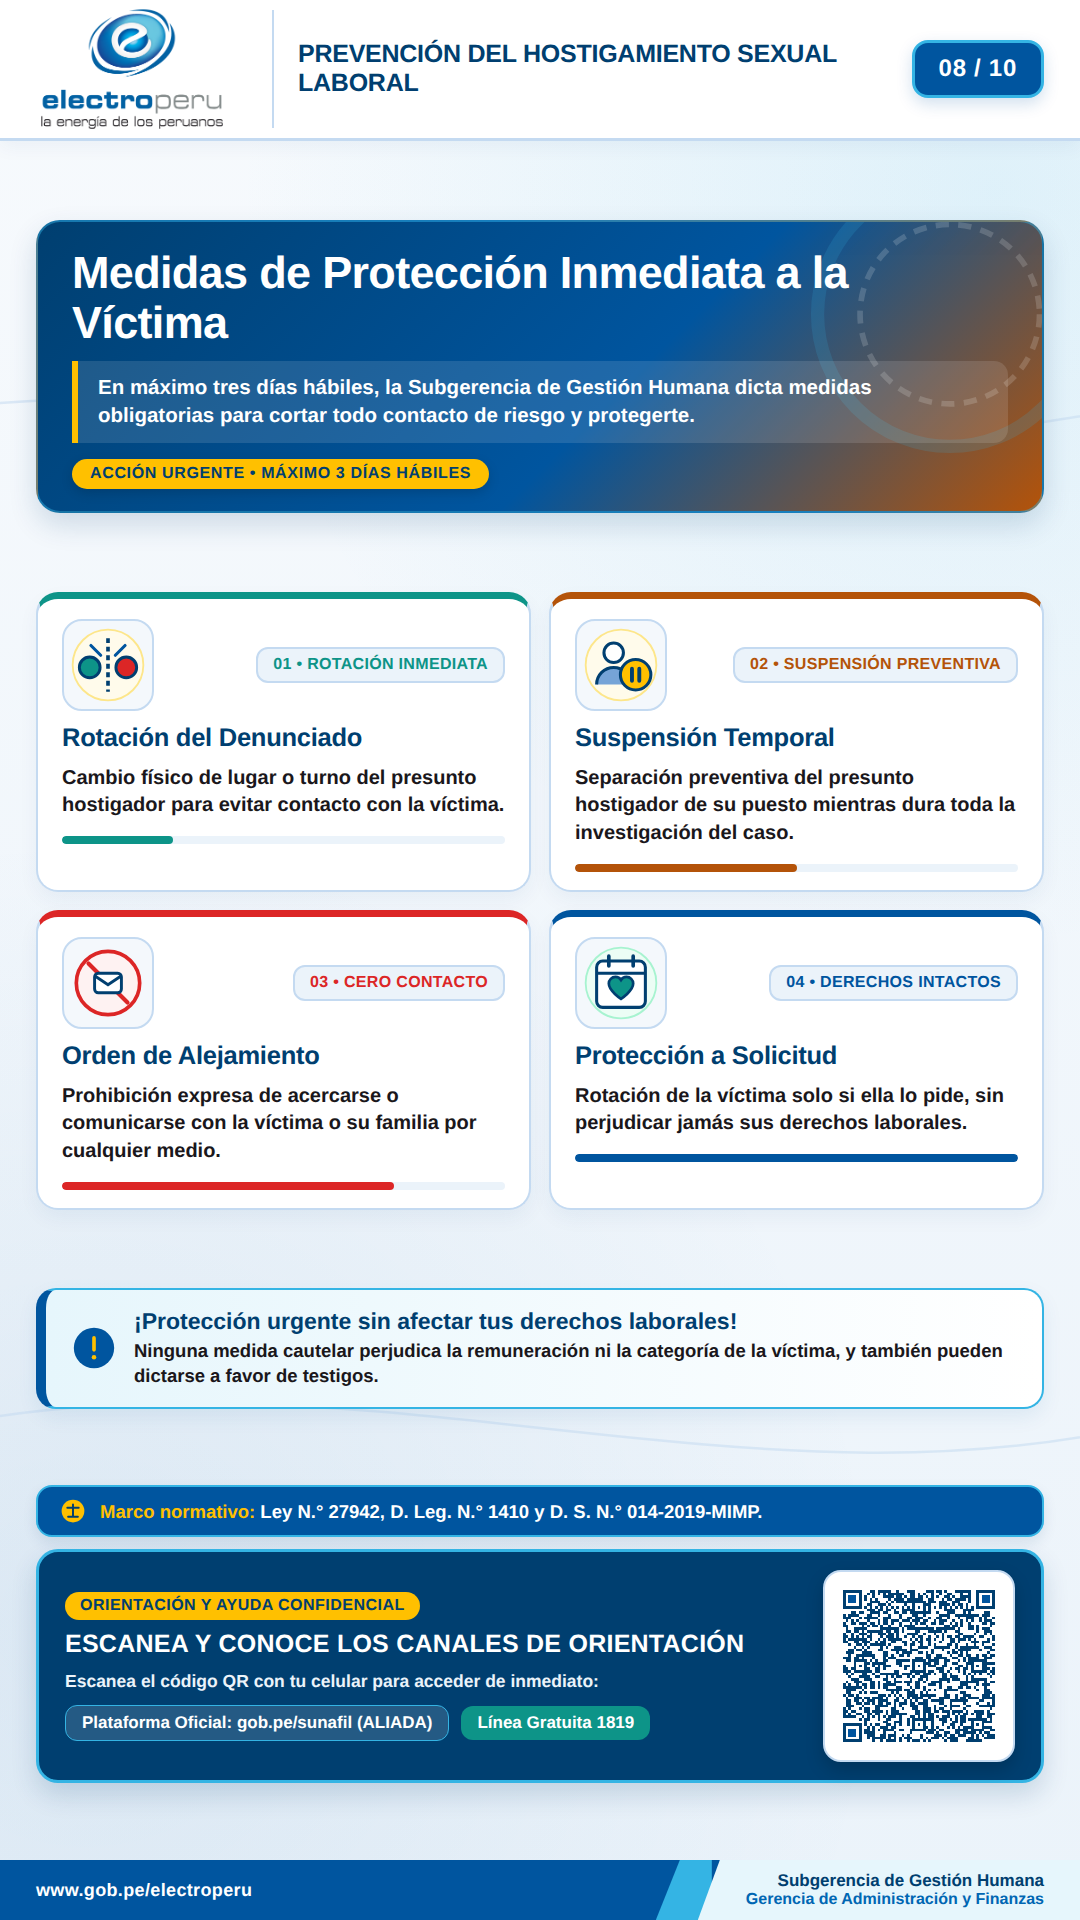 electroperu
la energía de los peruanos
PREVENCIÓN DEL HOSTIGAMIENTO SEXUAL
LABORAL
08 / 10
Medidas de Protección Inmediata a la
Víctima
En máximo tres días hábiles, la Subgerencia de Gestión Humana dicta medidas
obligatorias para cortar todo contacto de riesgo y protegerte.
ACCIÓN URGENTE • MÁXIMO 3 DÍAS HÁBILES
01 • ROTACIÓN INMEDIATA
Rotación del Denunciado
Cambio físico de lugar o turno del presunto
hostigador para evitar contacto con la víctima.
02 • SUSPENSIÓN PREVENTIVA
Suspensión Temporal
Separación preventiva del presunto
hostigador de su puesto mientras dura toda la
investigación del caso.
03 • CERO CONTACTO
Orden de Alejamiento
Prohibición expresa de acercarse o
comunicarse con la víctima o su familia por
cualquier medio.
04 • DERECHOS INTACTOS
Protección a Solicitud
Rotación de la víctima solo si ella lo pide, sin
perjudicar jamás sus derechos laborales.
¡Protección urgente sin afectar tus derechos laborales!
Ninguna medida cautelar perjudica la remuneración ni la categoría de la víctima, y también pueden
dictarse a favor de testigos.
Marco normativo: Ley N.° 27942, D. Leg. N.° 1410 y D. S. N.° 014-2019-MIMP.
ORIENTACIÓN Y AYUDA CONFIDENCIAL
ESCANEA Y CONOCE LOS CANALES DE ORIENTACIÓN
Escanea el código QR con tu celular para acceder de inmediato:
Plataforma Oficial: gob.pe/sunafil (ALIADA)
Línea Gratuita 1819
www.gob.pe/electroperu
Subgerencia de Gestión Humana
Gerencia de Administración y Finanzas